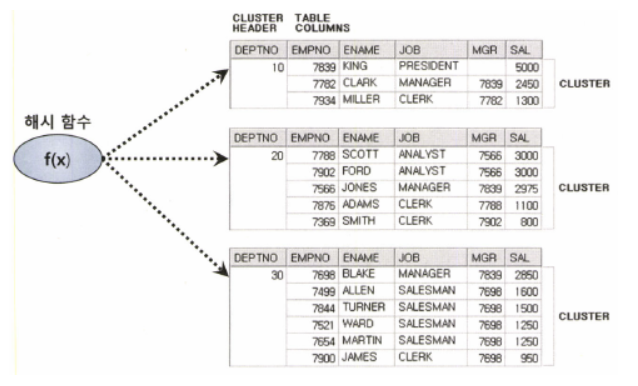 CLUSTER HEADER TABLE COLUMNS
DEPTNO EMPNO ENAME JOB MGR SAL
10 7839 KING PRESIDENT 5000
7782 CLARK MANAGER 7839 2450
7934 MILLER CLERK 7782 1300
CLUSTER
해시 함수
f(x)
DEPTNO EMPNO ENAME JOB MGR SAL
20 7788 SCOTT ANALYST 7566 3000
7902 FORD ANALYST 7566 3000
7566 JONES MANAGER 7839 2975
7876 ADAMS CLERK 7788 1100
7369 SMITH CLERK 7902 800
CLUSTER
DEPTNO EMPNO ENAME JOB MGR SAL
30 7698 BLAKE MANAGER 7839 2850
7499 ALLEN SALESMAN 7698 1600
7844 TURNER SALESMAN 7698 1500
7521 WARD SALESMAN 7698 1250
7654 MARTIN SALESMAN 7698 1250
7900 JAMES CLERK 7698 950
CLUSTER